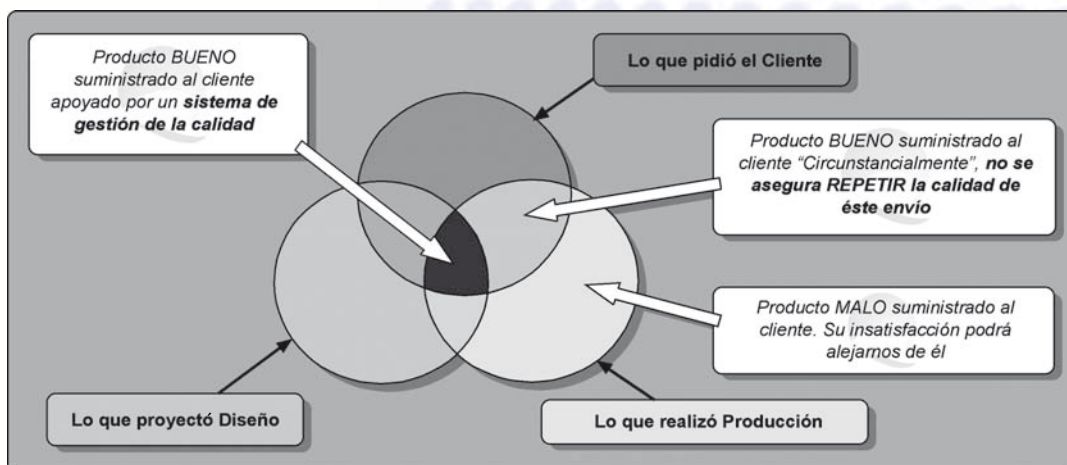 Producto BUENO
suministrado al cliente
apoyado por un sistema de
gestión de la calidad
Lo que pidió el Cliente
Producto BUENO suministrado al
cliente “Circunstancialmente”, no se
asegura REPETIR la calidad de
éste envío
Producto MALO suministrado al
cliente. Su insatisfacción podrá
alejarnos de él
Lo que proyectó Diseño
Lo que realizó Producción